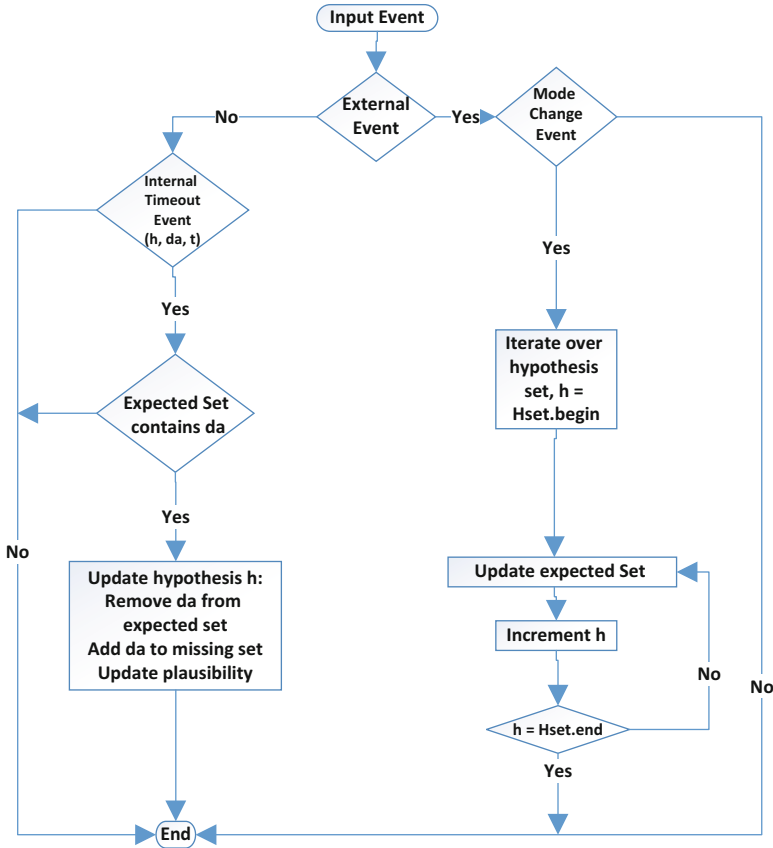 Input Event
External
Event
No
Yes
Mode
Change
Event
Internal
Timeout
Event
(h, da, t)
Yes
Yes
Iterate over
hypothesis
set, h =
Hset.begin
Expected Set
contains da
Yes
No
Update hypothesis h:
Remove da from
expected set
Add da to missing set
Update plausibility
Update expected Set
Increment h
No
No
h = Hset.end
Yes
End